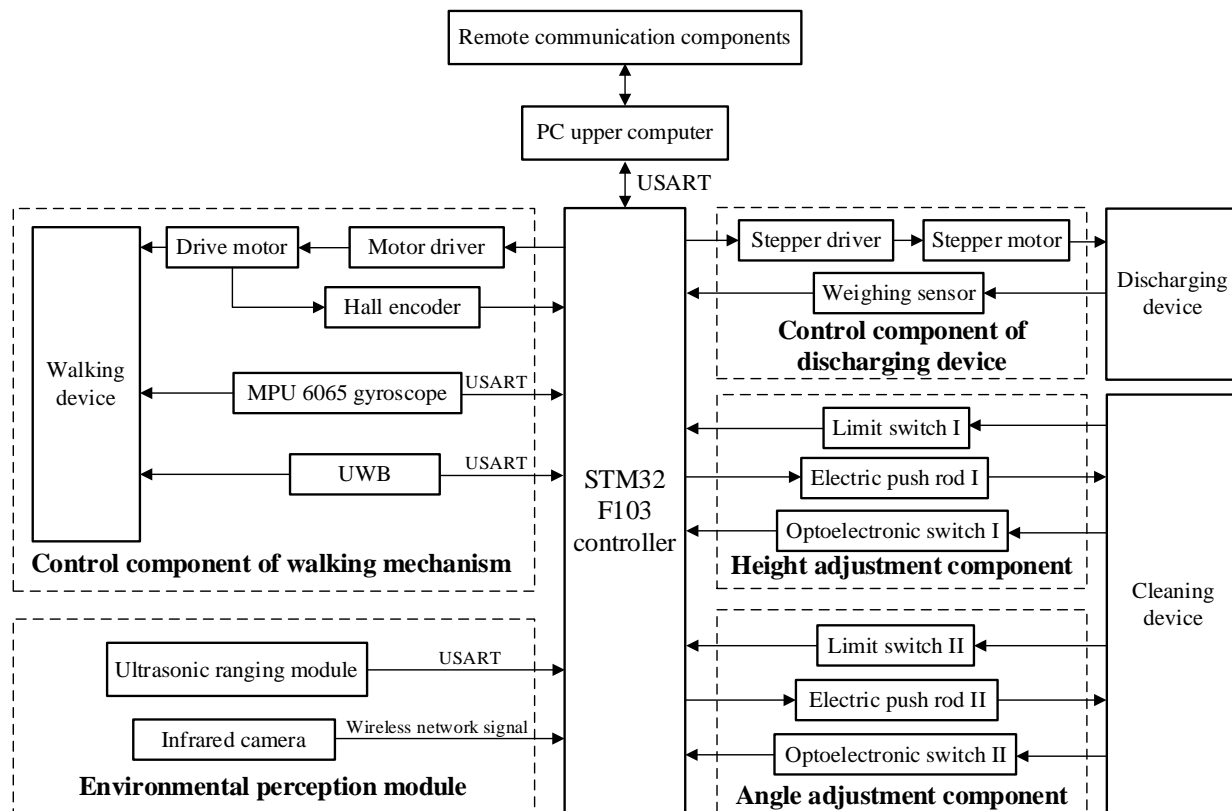 Remote communication components
PC upper computer
USART
Drive motor
Motor driver
Hall encoder
Walking
device
MPU 6065 gyroscope
USART
UWB
USART
Control component of walking mechanism
Ultrasonic ranging module
USART
Infrared camera
Wireless network signal
Environmental perception module
STM32
F103
controller
Stepper driver
Stepper motor
Weighing sensor
Control component of
discharging device
Discharging
device
Limit switch I
Electric push rod I
Optoelectronic switch I
Height adjustment component
Limit switch II
Electric push rod II
Optoelectronic switch II
Angle adjustment component
Cleaning
device